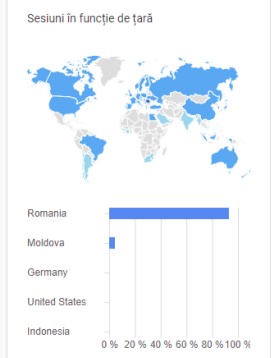 Sesiuni în funcție de țară
Romania
Moldova
Germany
United States
Indonesia
0 % 20 % 40 % 60 % 80 % 100 %